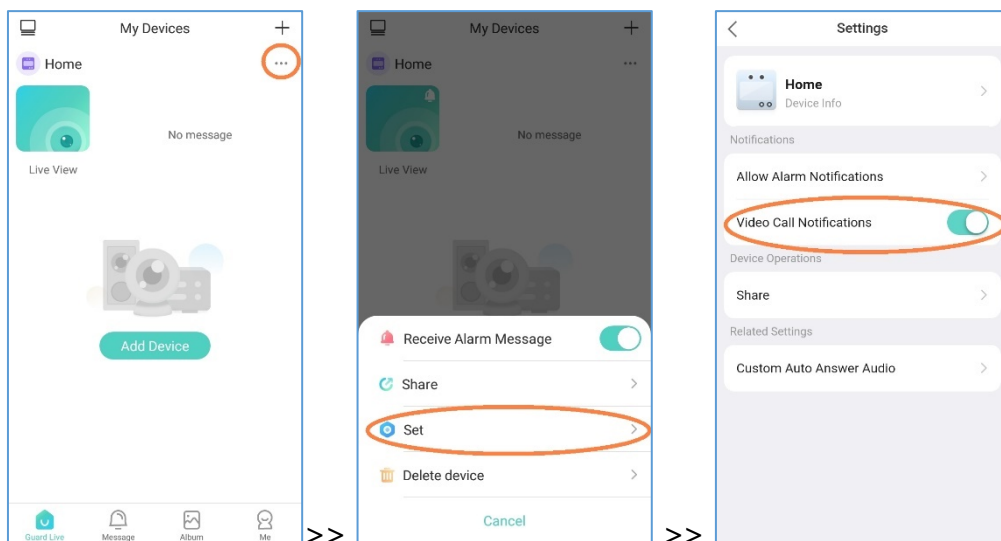 My Devices
Home
No message
Live View
Add Device
Guard Live Message Album Me
>>
My Devices
Home
No message
Live View
Receive Alarm Message
Share
Set
Delete device
Cancel
>>
Settings
Home
Device Info
Notifications
Allow Alarm Notifications
Video Call Notifications
Device Operations
Share
Related Settings
Custom Auto Answer Audio